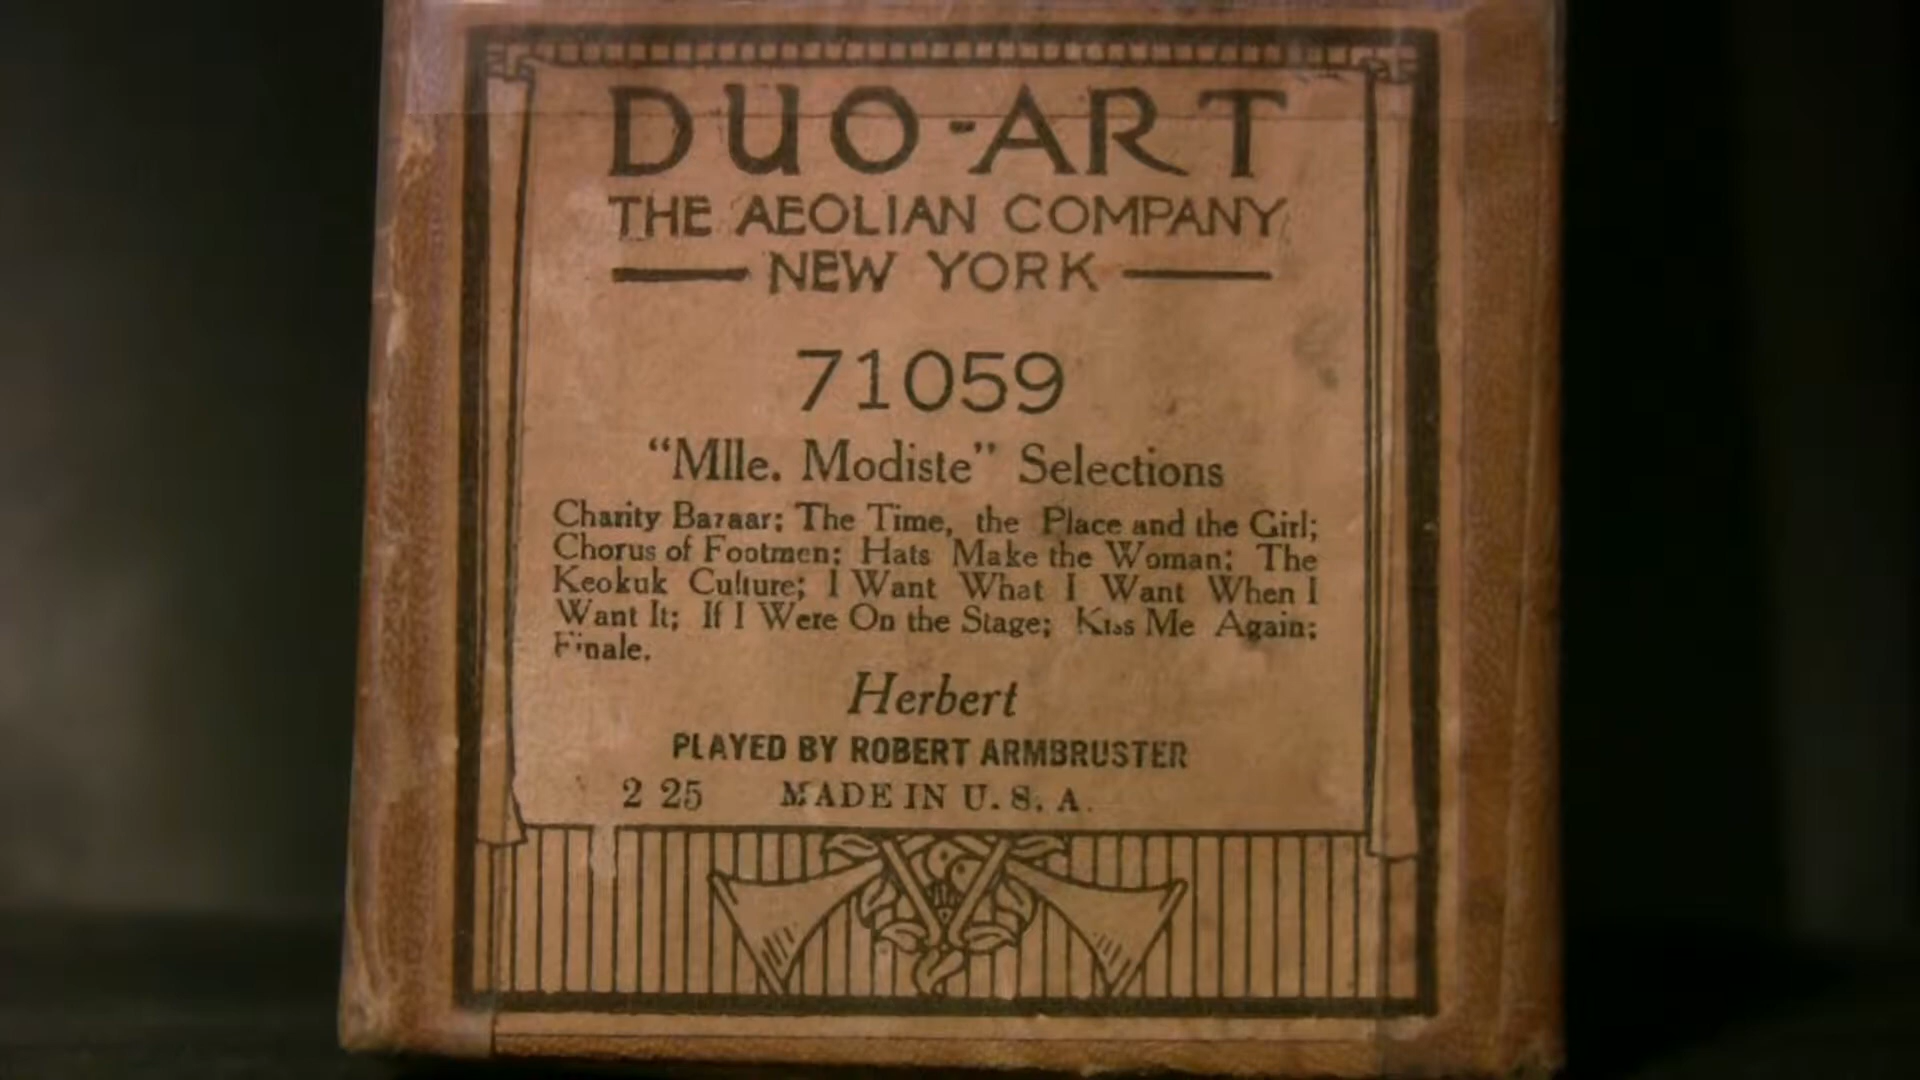 DUO-ART
THE AEOLIAN COMPANY
NEW YORK
71059
“Mlle. Modiste” Selections
Charity Bazaar; The Time, the Place and the Girl;
Chorus of Footmen; Hats Make the Woman; The
Keokuk Culture; I Want What I Want When I
Want It; If I Were On the Stage; Kiss Me Again;
Finale.
Herbert
PLAYED BY ROBERT ARMBRUSTER
2 25 MADE IN U. S. A.